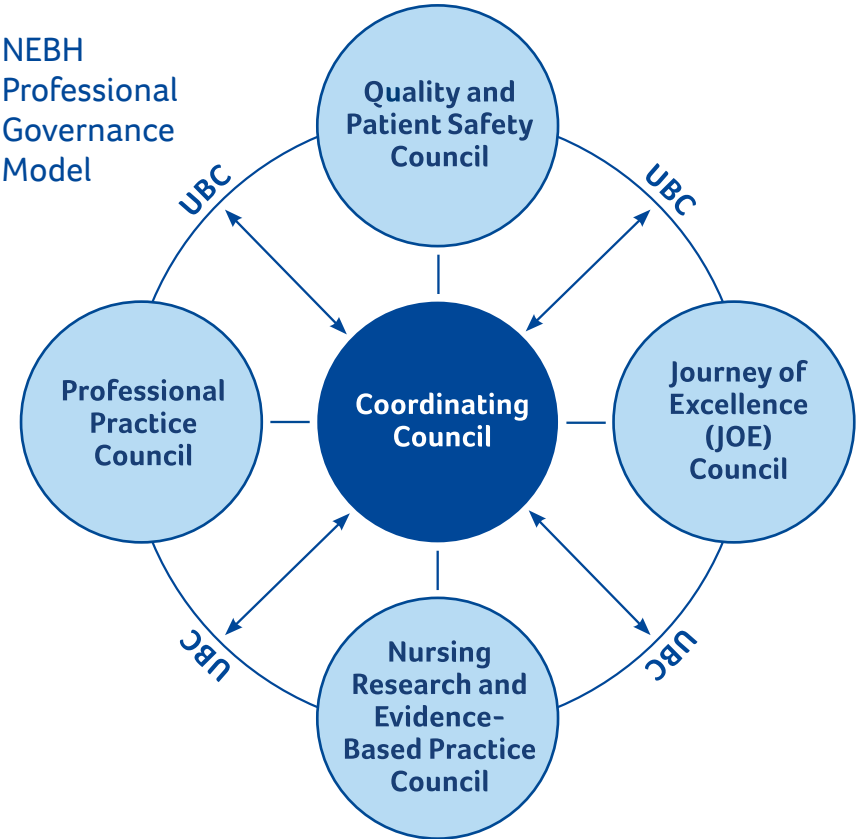 NEBH
Professional
Governance
Model
Quality and
Patient Safety
Council
UBC
UBC
Professional
Practice
Council
Coordinating
Council
Journey of
Excellence
(JOE)
Council
UBC
UBC
Nursing
Research and
Evidence-
Based Practice
Council